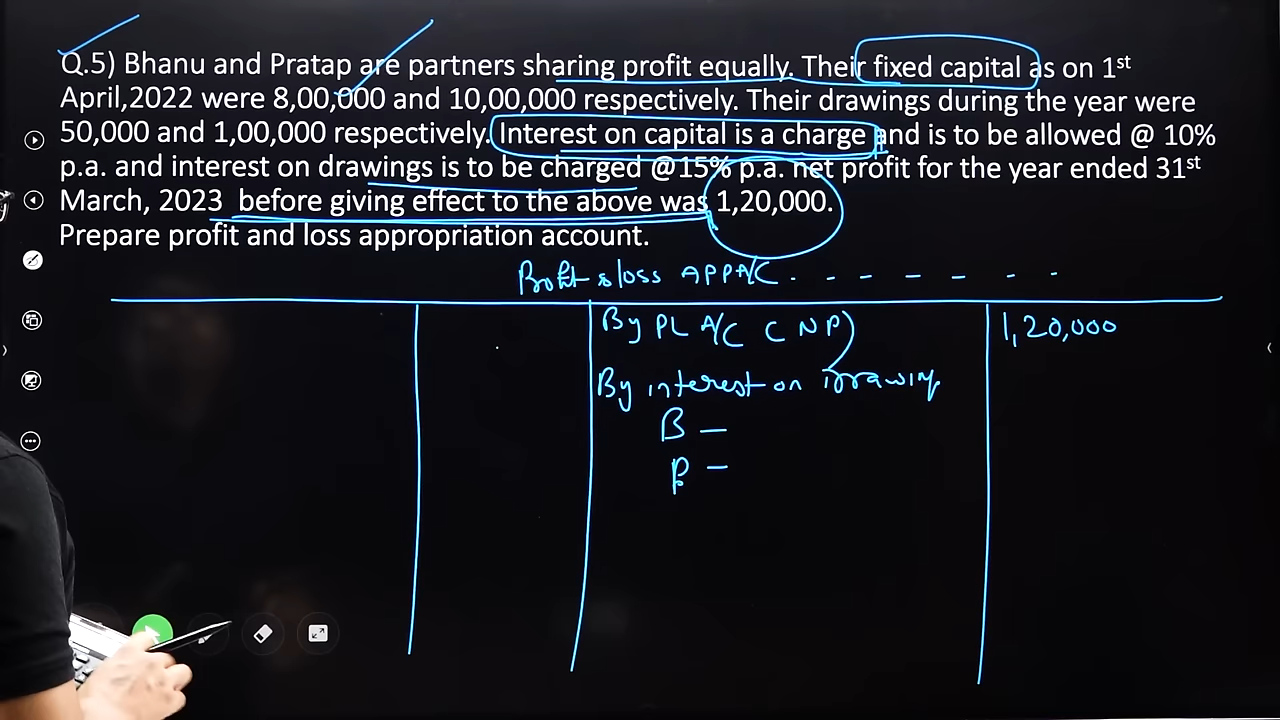 Q.5) Bhanu and Pratap are partners sharing profit equally. Their fixed capital as on 1st
April,2022 were 8,00,000 and 10,00,000 respectively. Their drawings during the year were
50,000 and 1,00,000 respectively. Interest on capital is a charge and is to be allowed @ 10%
p.a. and interest on drawings is to be charged @15% p.a. net profit for the year ended 31st
March, 2023 before giving effect to the above was 1,20,000.
Prepare profit and loss appropriation account.
Profit & loss APPA/C - - - - - - -
By PL A/C C NP) 1,20,000
By interest on Drawing
B -
P -